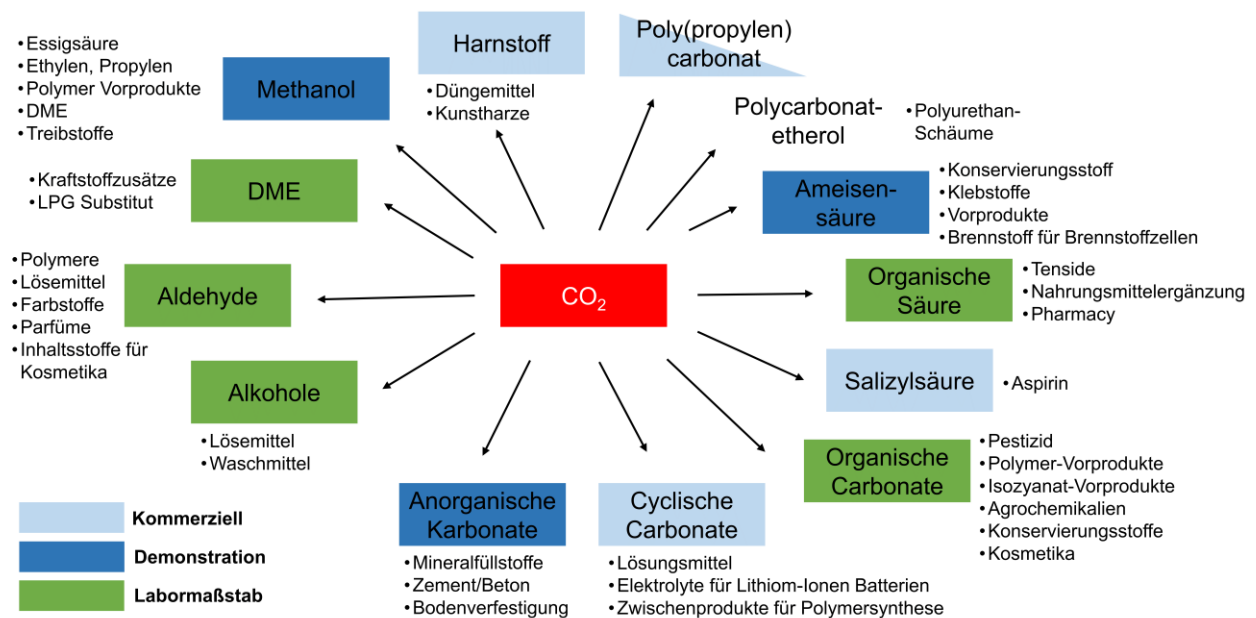 • Essigsäure
• Ethylen, Propylen
• Polymer Vorprodukte
• DME
• Treibstoffe
Methanol
Harnstoff
• Düngemittel
• Kunstharze
Poly(propylen)
carbonat
Polycarbonat-
etherol
• Polyurethan-
Schäume
• Kraftstoffzusätze
• LPG Substitut
DME
Ameisen-
säure
• Konservierungsstoff
• Klebstoffe
• Vorprodukte
• Brennstoff für Brennstoffzellen
• Polymere
• Lösemittel
• Farbstoffe
• Parfüme
• Inhaltsstoffe für
Kosmetika
Aldehyde
CO₂
Organische
Säure
• Tenside
• Nahrungsmittelergänzung
• Pharmacy
Alkohole
• Lösemittel
• Waschmittel
Salizylsäure
• Aspirin
Organische
Carbonate
• Pestizid
• Polymer-Vorprodukte
• Isozyanat-Vorprodukte
• Agrochemikalien
• Konservierungsstoffe
• Kosmetika
Anorganische
Karbonate
• Mineralfüllstoffe
• Zement/Beton
• Bodenverfestigung
Cyclische
Carbonate
• Lösungsmittel
• Elektrolyte für Lithiom-Ionen Batterien
• Zwischenprodukte für Polymersynthese
Kommerziell
Demonstration
Labormaßstab